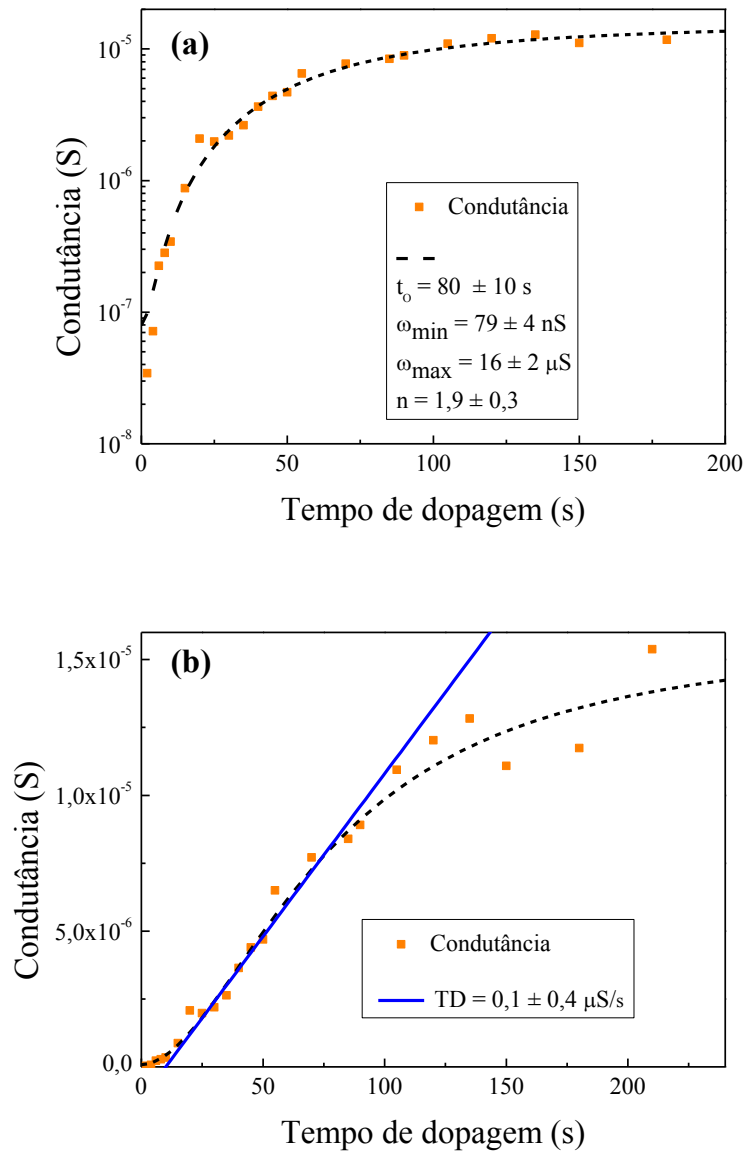 (a)
10⁻⁵
10⁻⁶
10⁻⁷
10⁻⁸
Condutância (S)
Condutância
tₒ = 80 ± 10 s
ωmin = 79 ± 4 nS
ωmax = 16 ± 2 μS
n = 1,9 ± 0,3
0 50 100 150 200
Tempo de dopagem (s)
(b)
1,5x10⁻⁵
1,0x10⁻⁵
5,0x10⁻⁶
0,0
Condutância (S)
Condutância
TD = 0,1 ± 0,4 μS/s
0 50 100 150 200
Tempo de dopagem (s)